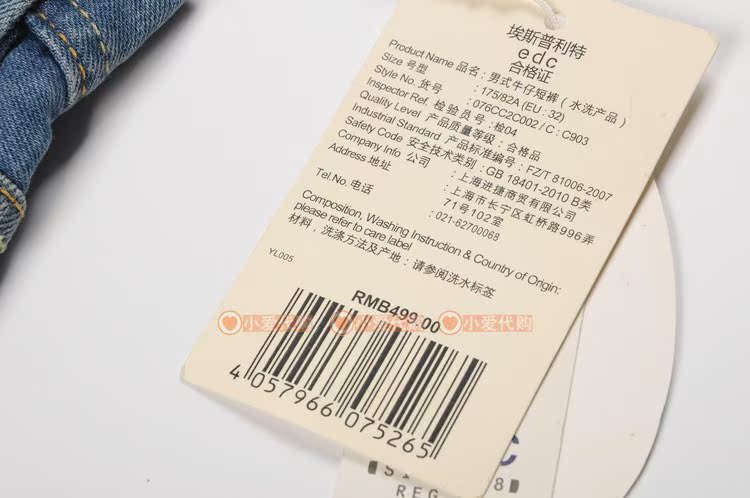 埃斯普利特
edc
合格证
Product Name 品名：男式牛仔短裤（水洗产品）
Size 号型：175/82A (EU : 32)
Style No. 货号：076CC2C002 / C : C903
Inspector Ref. 检验员号：检04
Quality Level 产品质量等级：合格品
Industrial Standard 产品标准编号：FZ/T 81006-2007
Safety Code 安全技术类别：GB 18401-2010 B类
Company Info 公司：上海进捷商贸有限公司
Address 地址：上海市长宁区虹桥路996弄
71号102室
Tel.No. 电话：021-62700068
Composition, Washing Instruction & Country of Origin:
please refer to care label
材料，洗涤方法及产地：请参阅洗水标签
YL005
RMB499.00
小爱代购 小爱代购 小爱代购
4 057966 075265
C
8
REG